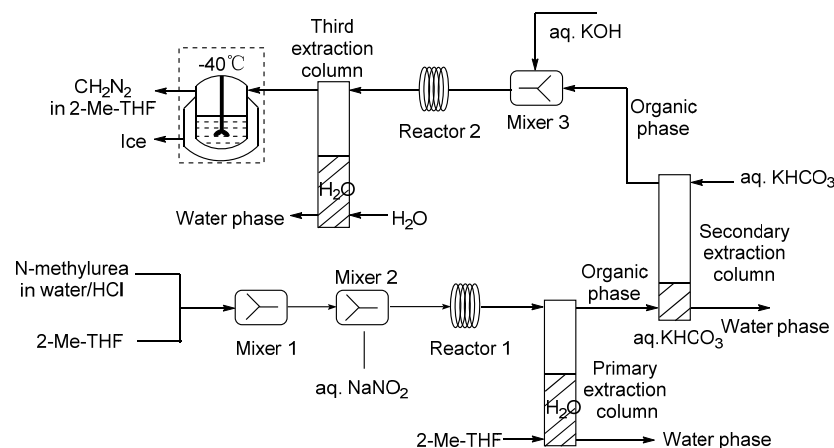 Third
extraction
column
-40℃
aq. KOH
CH2N2
in 2-Me-THF
Ice
Reactor 2
Mixer 3
Organic
phase
H2O
Water phase
H2O
aq. KHCO3
Secondary
extraction
column
N-methylurea
in water/HCl
Mixer 2
Organic
phase
2-Me-THF
Mixer 1
Reactor 1
aq.KHCO3
Water phase
aq. NaNO2
Primary
extraction
column
H2O
2-Me-THF
Water phase